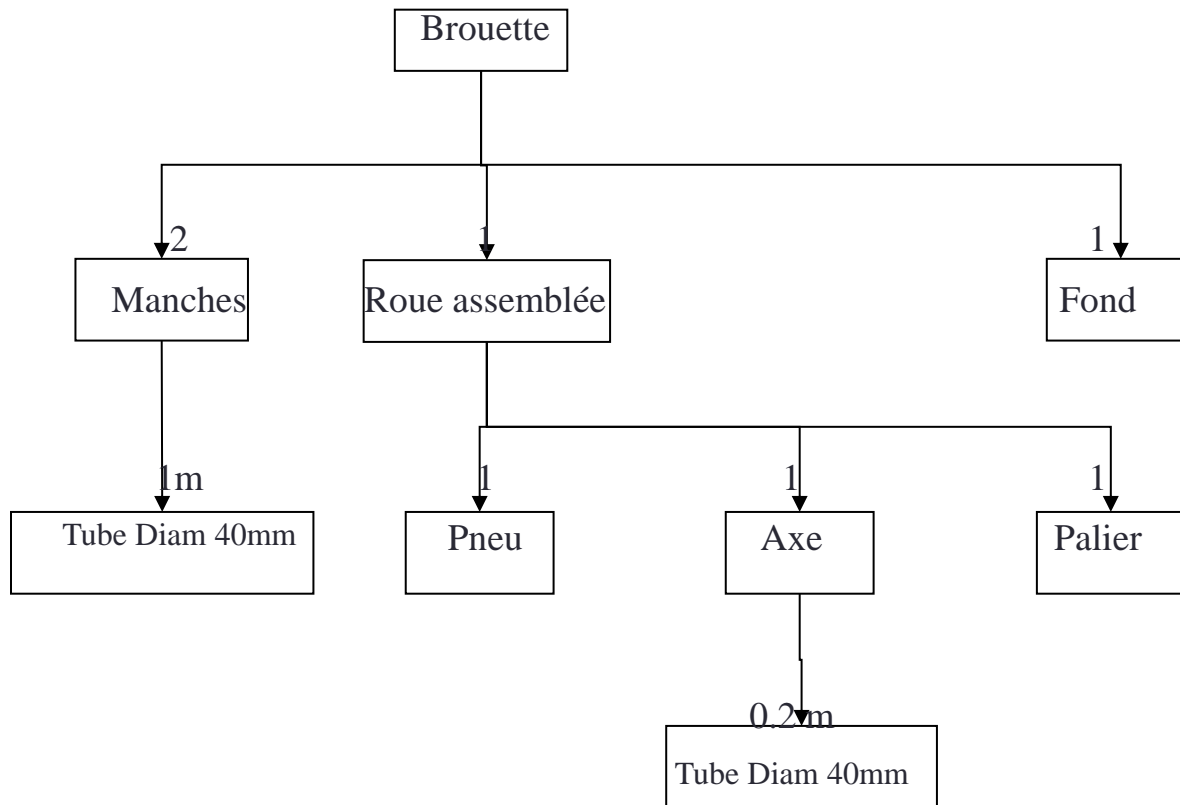 Brouette
2 1 1
Manches Roue assemblée Fond
1m 1 1 1
Tube Diam 40mm Pneu Axe Palier
0.2 m
Tube Diam 40mm